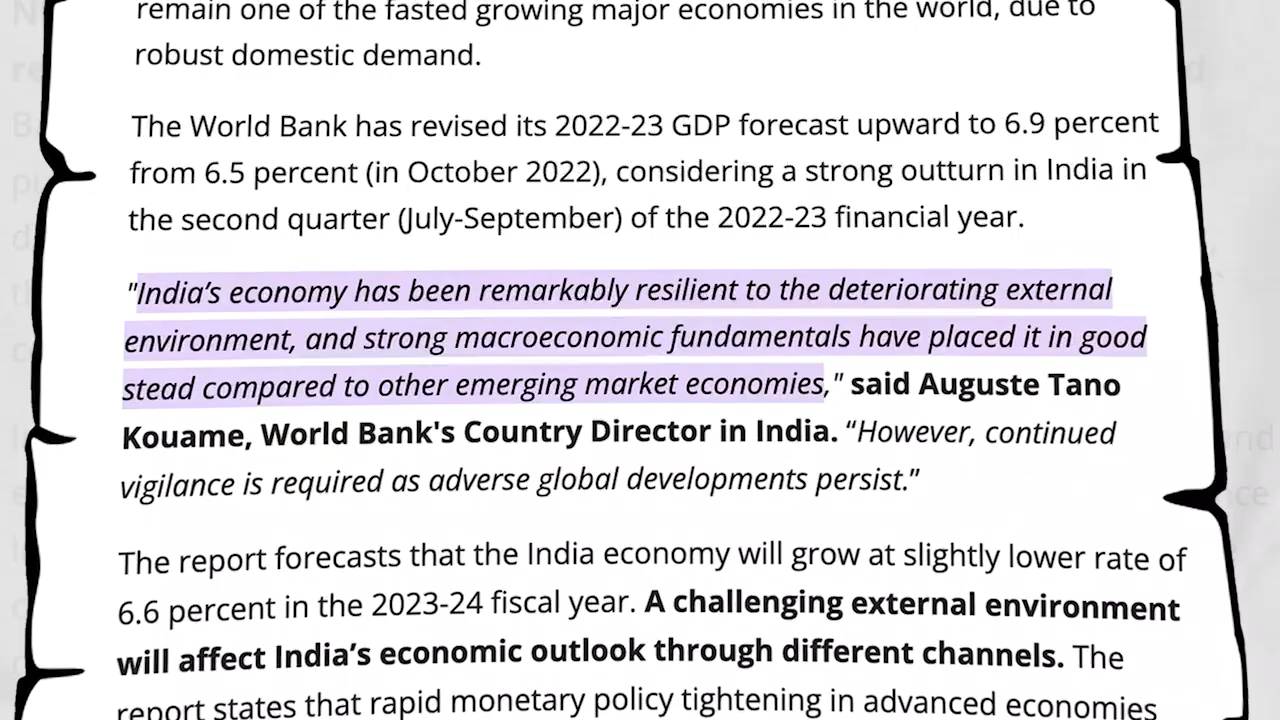 remain one of the fasted growing major economies in the world, due to
robust domestic demand.
The World Bank has revised its 2022-23 GDP forecast upward to 6.9 percent
from 6.5 percent (in October 2022), considering a strong outturn in India in
the second quarter (July-September) of the 2022-23 financial year.
"India’s economy has been remarkably resilient to the deteriorating external
environment, and strong macroeconomic fundamentals have placed it in good
stead compared to other emerging market economies," said Auguste Tano
Kouame, World Bank's Country Director in India. “However, continued
vigilance is required as adverse global developments persist.”
The report forecasts that the India economy will grow at slightly lower rate of
6.6 percent in the 2023-24 fiscal year. A challenging external environment
will affect India’s economic outlook through different channels. The
report states that rapid monetary policy tightening in advanced economies